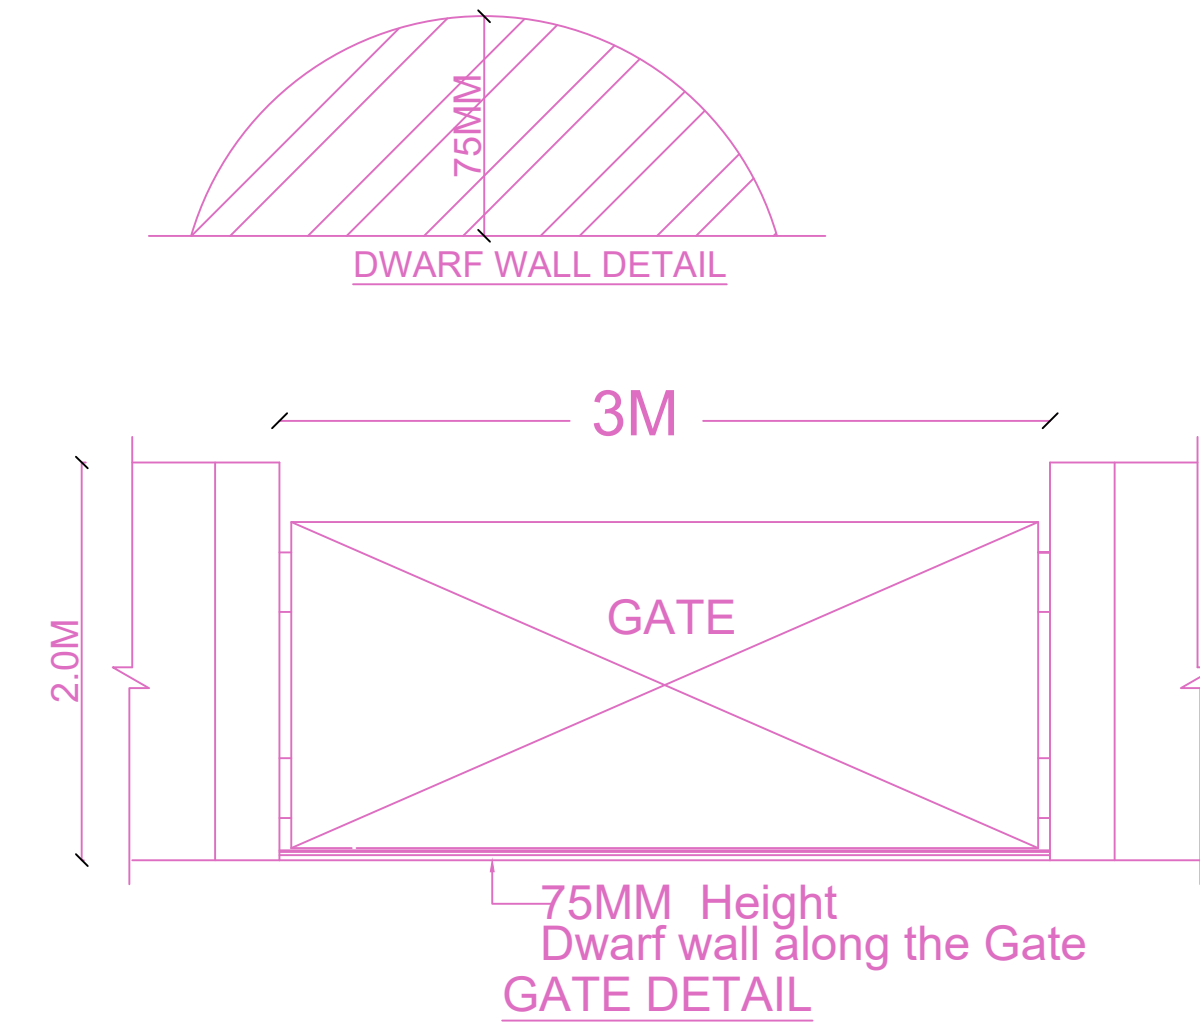 75MM
DWARF WALL DETAIL
3M
2.0M
GATE
75MM Height
Dwarf wall along the Gate
GATE DETAIL